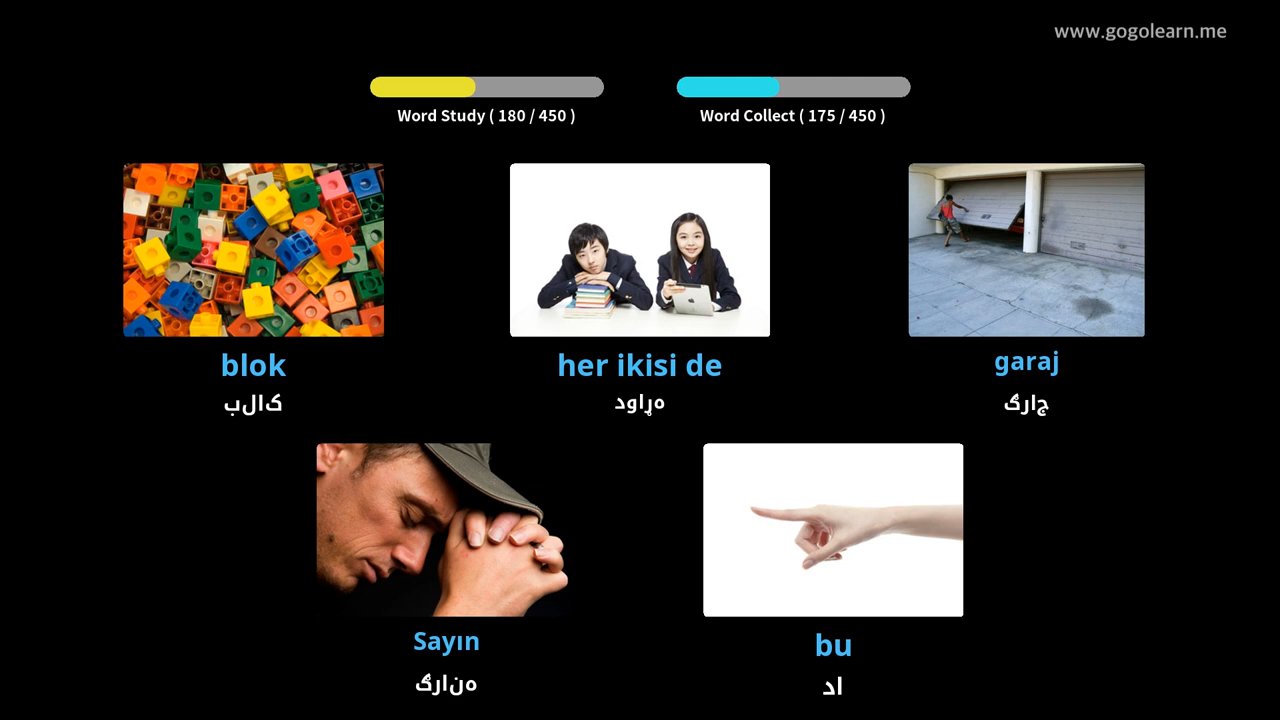 www.gogolearn.me
Word Study ( 180 / 450 )
Word Collect ( 175 / 450 )
blok
کالب
her ikisi de
ەڕاود
garaj
جارگ
Sayın
ەنارگ
bu
اد